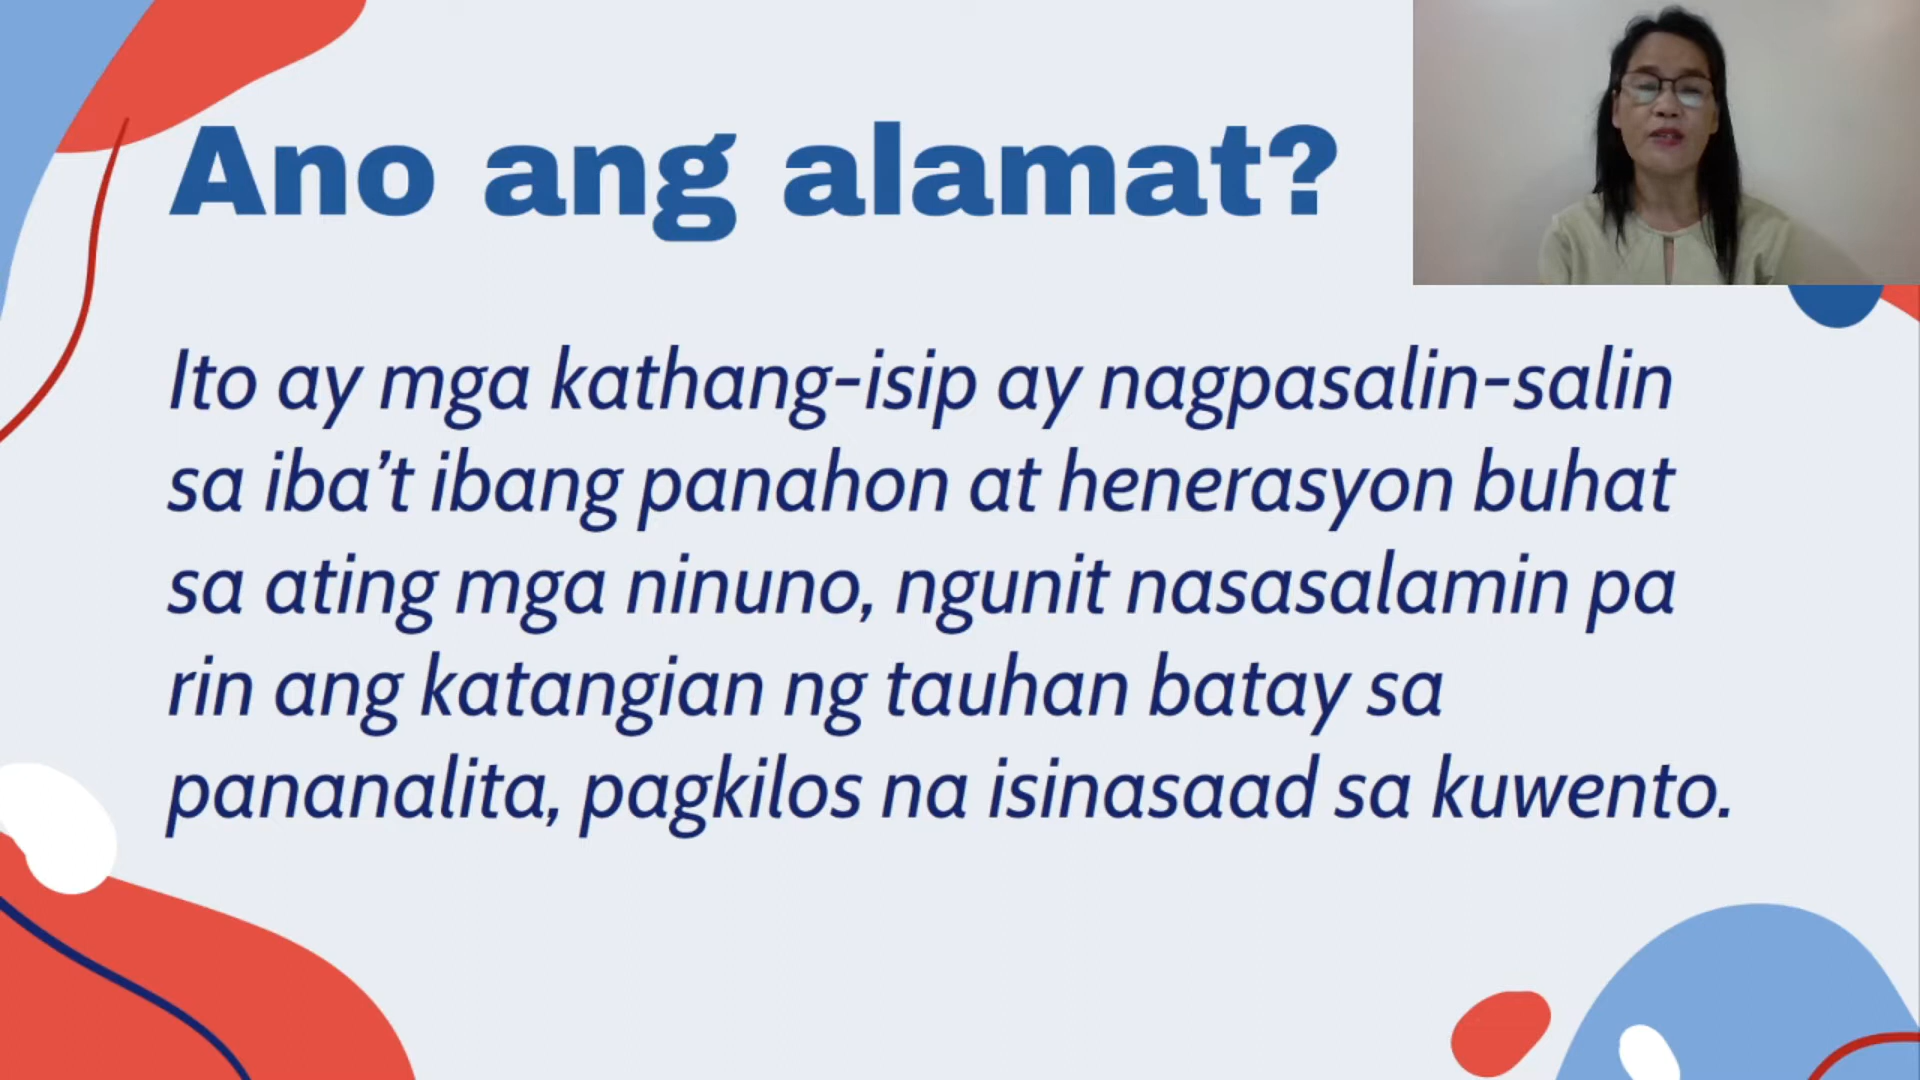 Ano ang alamat?
Ito ay mga kathang-isip ay nagpasalin-salin
sa iba't ibang panahon at henerasyon buhat
sa ating mga ninuno, ngunit nasasalamin pa
rin ang katangian ng tauhan batay sa
pananalita, pagkilos na isinasaad sa kuwento.